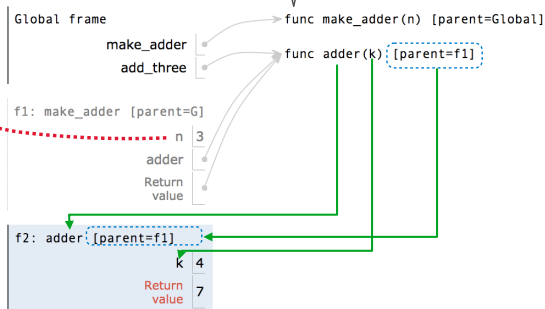 Global frame
func make_adder(n) [parent=Global]
make_adder
add_three
func adder(k) [parent=f1]
f1: make_adder [parent=G]
n 3
adder
Return
value
f2: adder [parent=f1]
k 4
Return
value 7